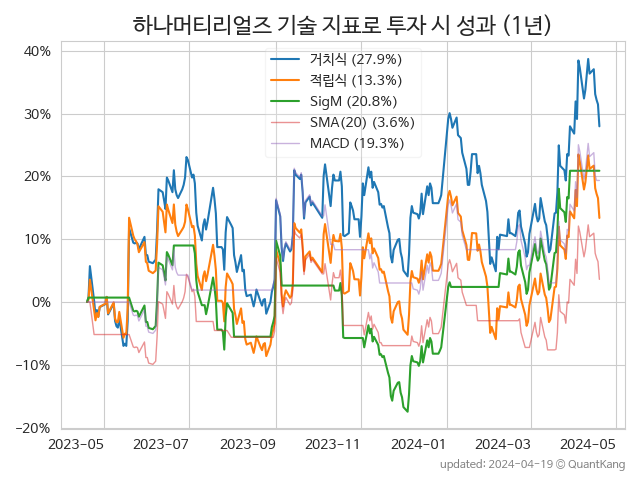 하나머티리얼즈 기술 지표로 투자 시 성과 (1년)
40%
30%
20%
10%
0%
−10%
−20%
거치식 (27.9%)
적립식 (13.3%)
SigM (20.8%)
SMA(20) (3.6%)
MACD (19.3%)
2023-05 2023-07 2023-09 2023-11 2024-01 2024-03 2024-05
updated: 2024-04-19 © QuantKang